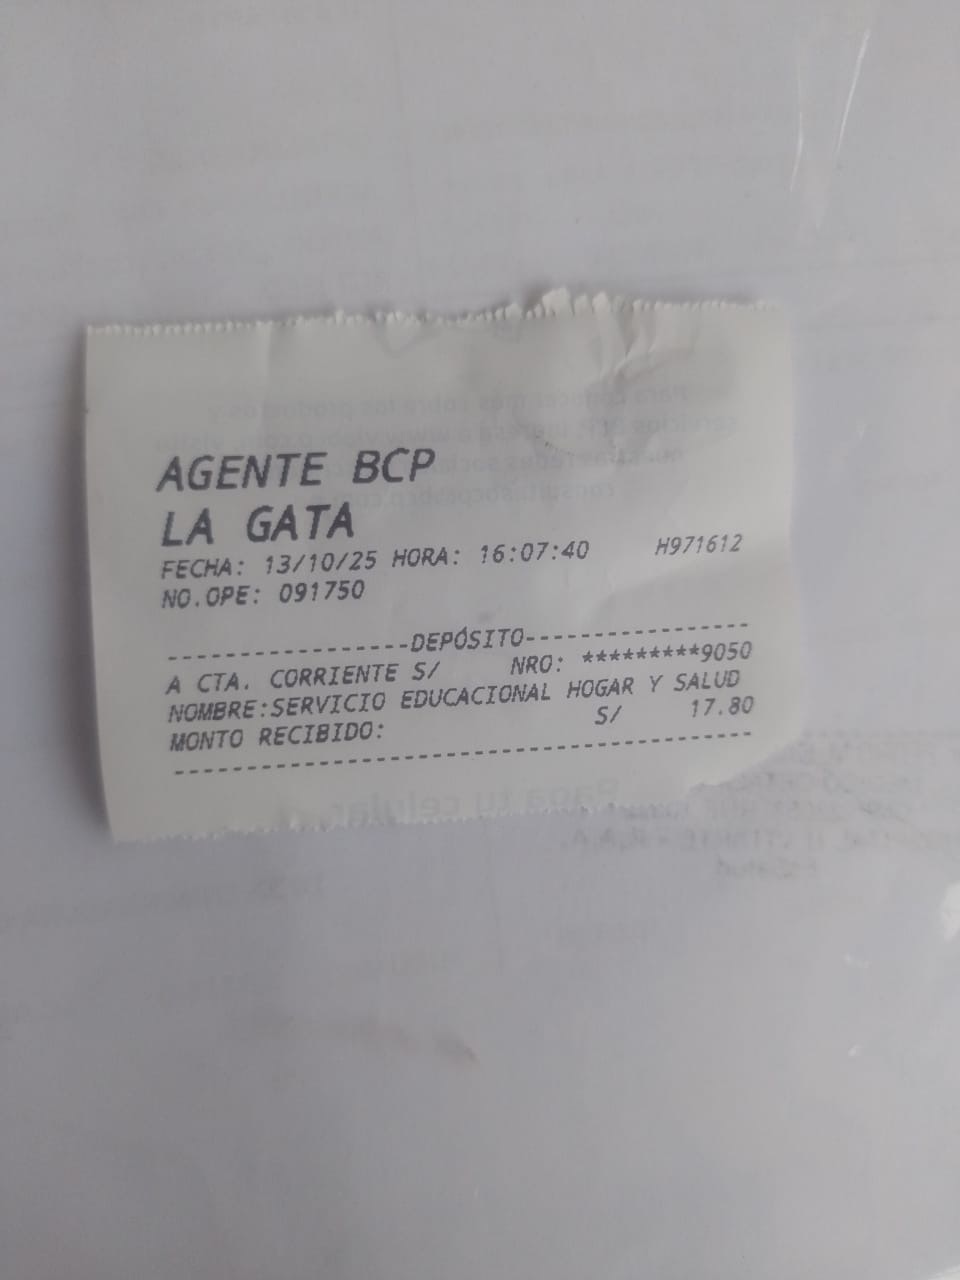 AGENTE BCP
LA GATA
FECHA: 13/10/25 HORA: 16:07:40 H971612
NO.OPE: 091750
------------------DEPÓSITO------------------
A CTA. CORRIENTE S/ NRO: *********9050
NOMBRE:SERVICIO EDUCACIONAL HOGAR Y SALUD
MONTO RECIBIDO: S/ 17.80